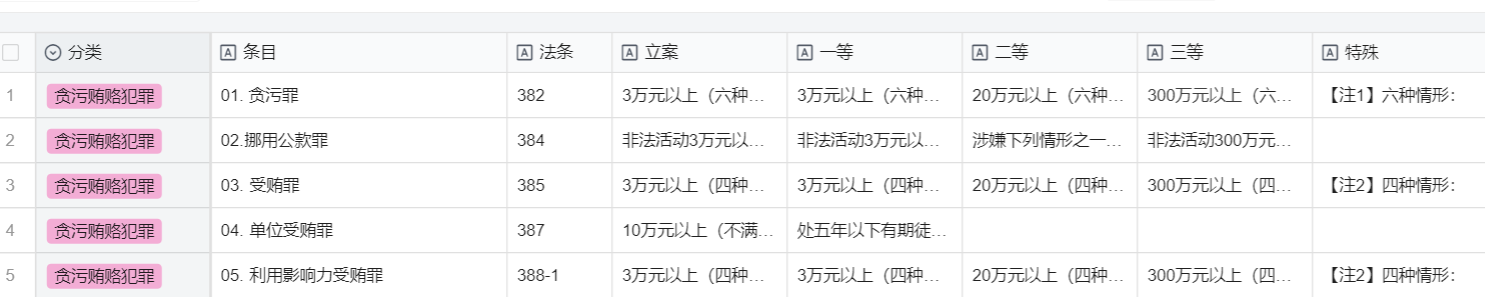 分类 条目 法条 立案 一等 二等 三等 特殊
1 贪污贿赂犯罪 01. 贪污罪 382 3万元以上（六种... 3万元以上（六种... 20万元以上（六种... 300万元以上（六... 【注1】六种情形：
2 贪污贿赂犯罪 02.挪用公款罪 384 非法活动3万元以... 非法活动3万元以... 涉嫌下列情形之一... 非法活动300万元...
3 贪污贿赂犯罪 03. 受贿罪 385 3万元以上（四种... 3万元以上（四种... 20万元以上（四种... 300万元以上（四... 【注2】四种情形：
4 贪污贿赂犯罪 04. 单位受贿罪 387 10万元以上（不满... 处五年以下有期徒...
5 贪污贿赂犯罪 05. 利用影响力受贿罪 388-1 3万元以上（四种... 3万元以上（四种... 20万元以上（四种... 300万元以上（四... 【注2】四种情形：